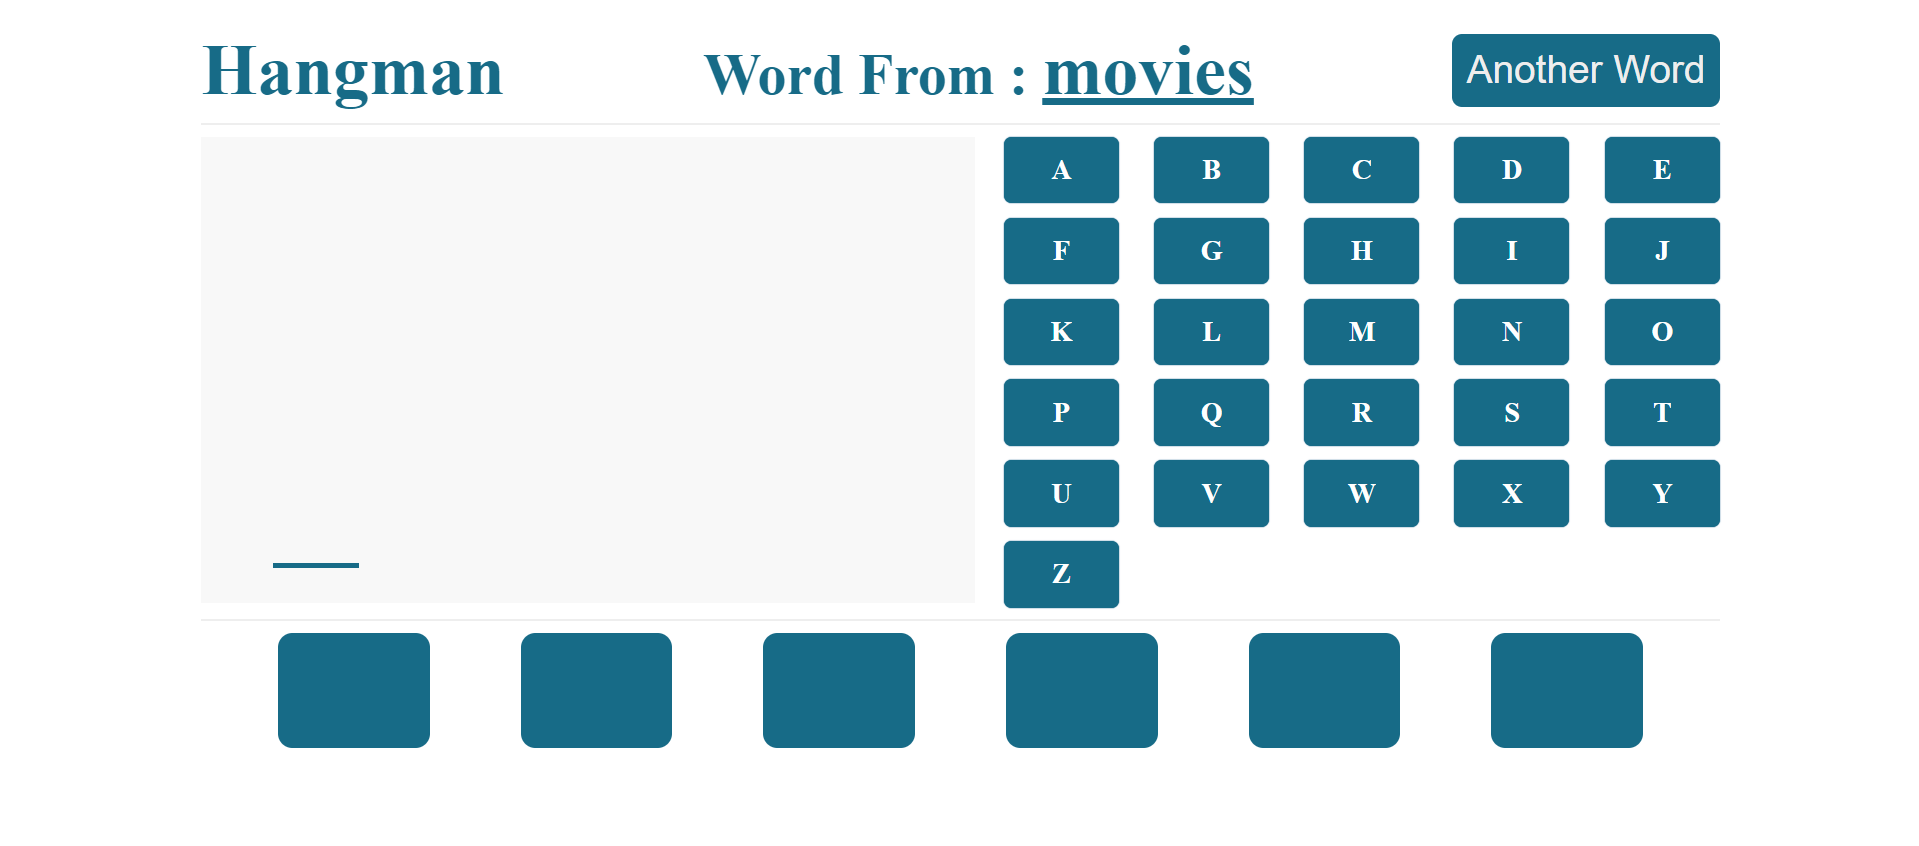 Hangman
Word From : movies
Another Word
A B C D E
F G H I J
K L M N O
P Q R S T
U V W X Y
Z